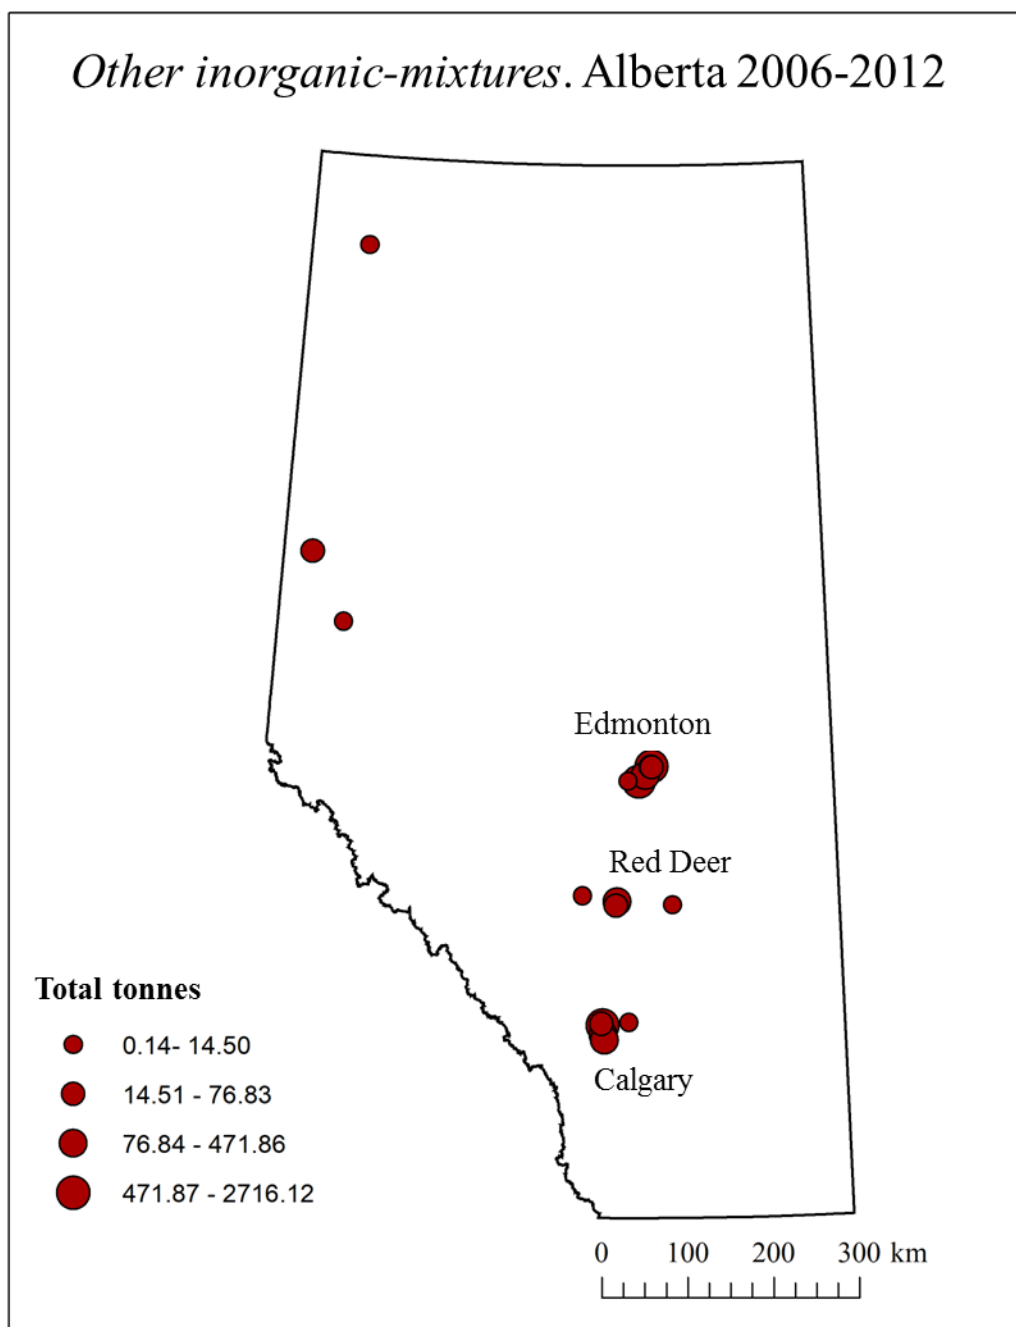 Other inorganic-mixtures. Alberta 2006-2012
Edmonton
Red Deer
Calgary
Total tonnes
0.14- 14.50
14.51 - 76.83
76.84 - 471.86
471.87 - 2716.12
0 100 200 300 km